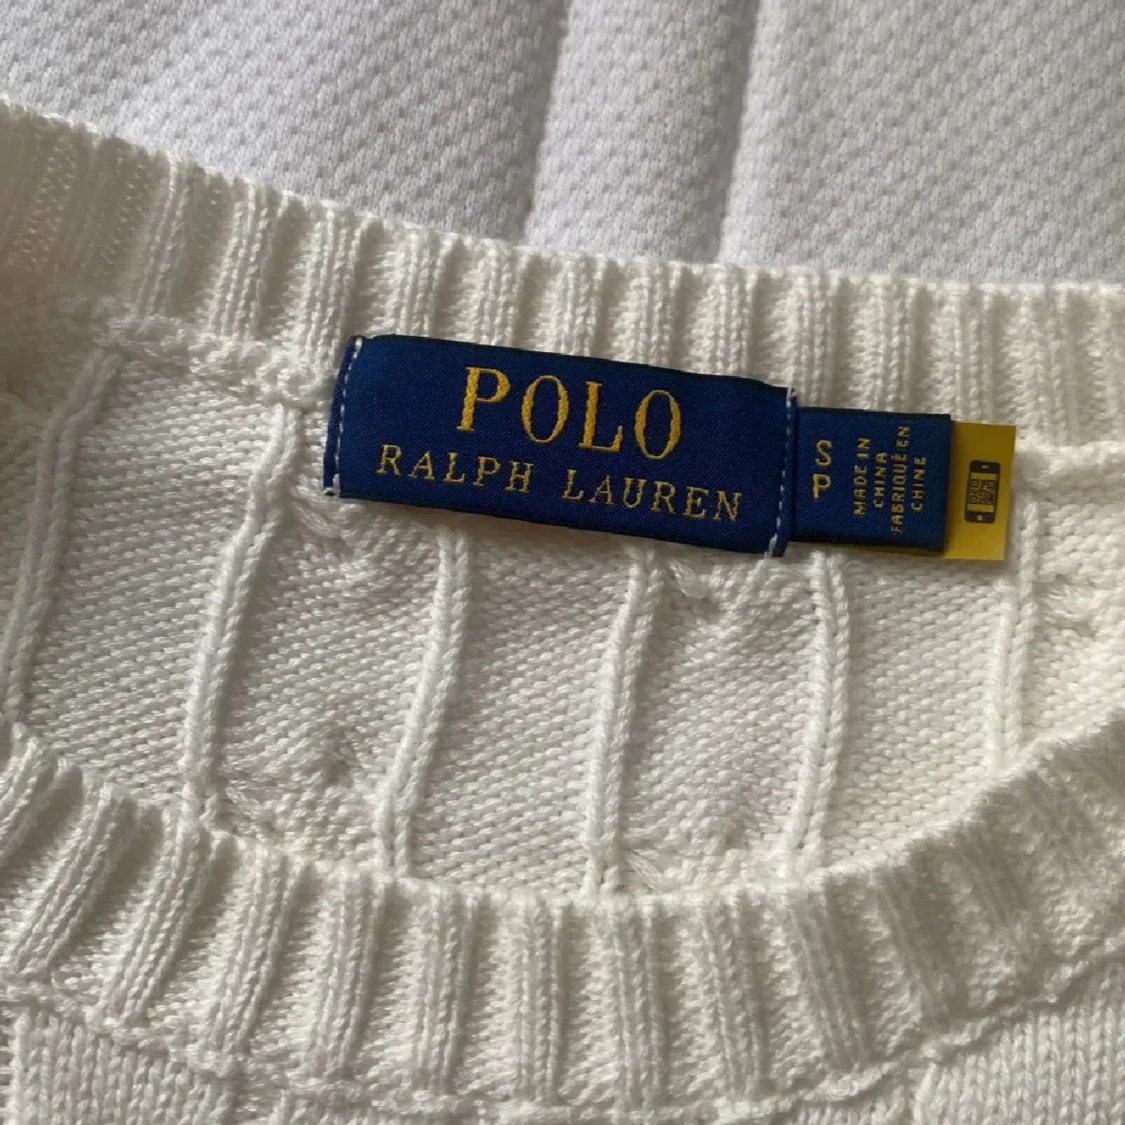 POLO
RALPH LAUREN
S
P
MADE IN
CHINA
FABRIQUÉ EN
CHINE